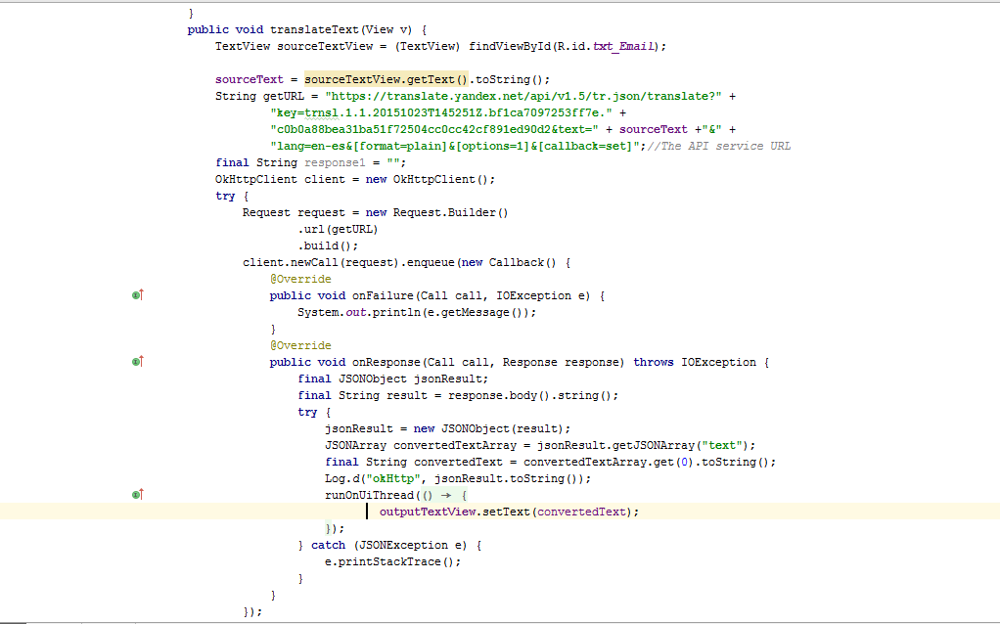 }
public void translateText(View v) {
TextView sourceTextView = (TextView) findViewById(R.id.txt_Email);
sourceText = sourceTextView.getText().toString();
String getURL = "https://translate.yandex.net/api/v1.5/tr.json/translate?" +
"key=trnsl.1.1.20151023T145251Z.bf1ca7097253ff7e." +
"c0b0a88bea31ba51f72504cc0cc42cf891ed90d2&text=" + sourceText +"&" +
"lang=en-es&[format=plain]&[options=1]&[callback=set]";//The API service URL
final String response1 = "";
OkHttpClient client = new OkHttpClient();
try {
Request request = new Request.Builder()
.url(getURL)
.build();
client.newCall(request).enqueue(new Callback() {
@Override
public void onFailure(Call call, IOException e) {
System.out.println(e.getMessage());
}
@Override
public void onResponse(Call call, Response response) throws IOException {
final JSONObject jsonResult;
final String result = response.body().string();
try {
jsonResult = new JSONObject(result);
JSONArray convertedTextArray = jsonResult.getJSONArray("text");
final String convertedText = convertedTextArray.get(0).toString();
Log.d("okHttp", jsonResult.toString());
runOnUiThread(() → {
outputTextView.setText(convertedText);
});
} catch (JSONException e) {
e.printStackTrace();
}
}
});